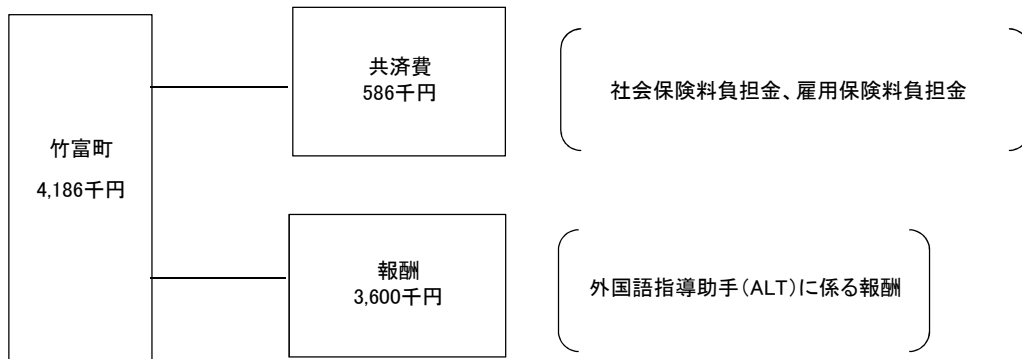 竹富町
4,186千円
共済費
586千円
社会保険料負担金、雇用保険料負担金
報酬
3,600千円
外国語指導助手(ALT)に係る報酬